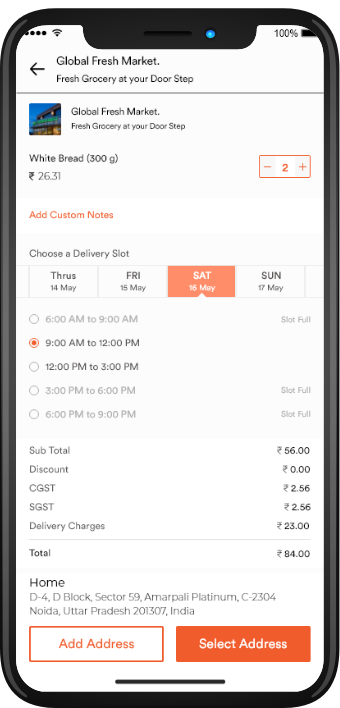 100%
Global Fresh Market.
Fresh Grocery at your Door Step
Global Fresh Market.
Fresh Grocery at your Door Step
White Bread (300 g)
₹ 26.31
− 2 +
Add Custom Notes
Choose a Delivery Slot
Thrus FRI SAT SUN
14 May 15 May 16 May 17 May
6:00 AM to 9:00 AM Slot Full
9:00 AM to 12:00 PM
12:00 PM to 3:00 PM
3:00 PM to 6:00 PM Slot Full
6:00 PM to 9:00 PM Slot Full
Sub Total ₹ 56.00
Discount ₹ 0.00
CGST ₹ 2.56
SGST ₹ 2.56
Delivery Charges ₹ 23.00
Total ₹ 84.00
Home
D-4, D Block, Sector 59, Amarpali Platinum, C-2304
Noida, Uttar Pradesh 201307, India
Add Address Select Address